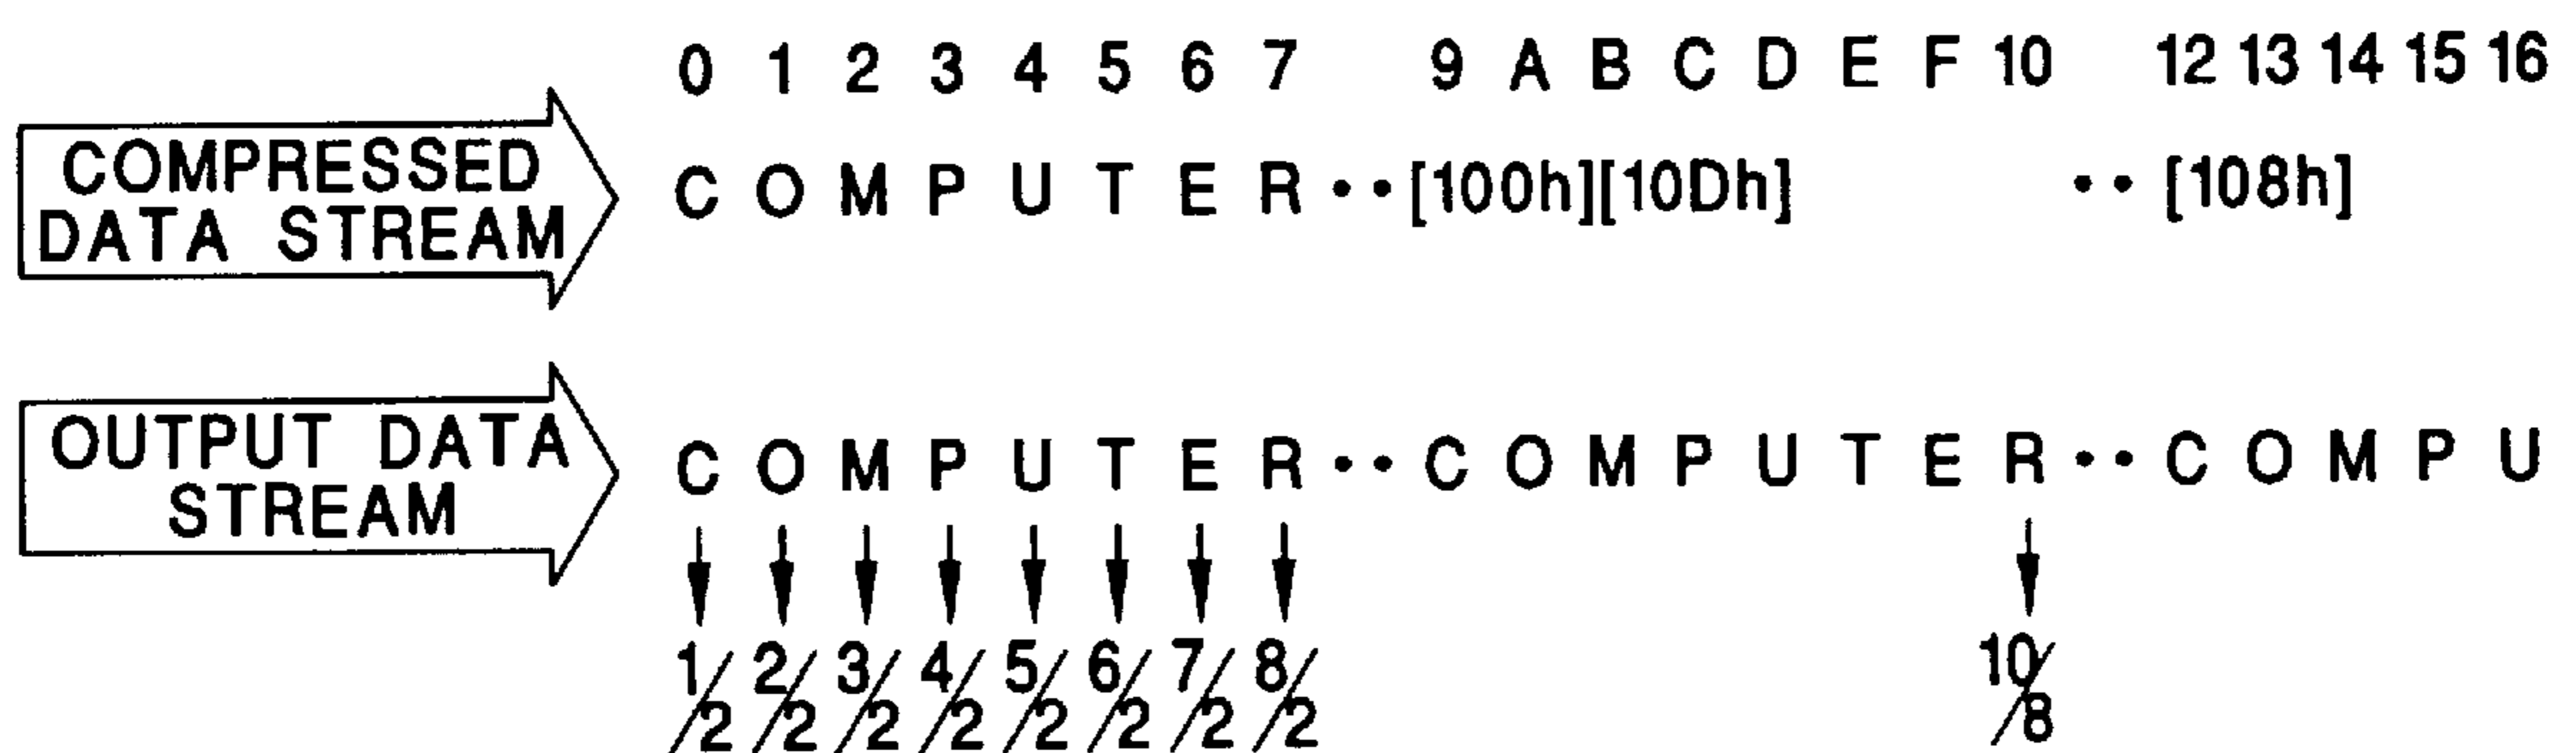 0 1 2 3 4 5 6 7 9 A B C D E F 10 12 13 14 15 16
COMPRESSED
DATA STREAM
C O M P U T E R • • [100h][10Dh] • • [108h]
OUTPUT DATA
STREAM
C O M P U T E R • • C O M P U T E R • • C O M P U
1/2 2/2 3/2 4/2 5/2 6/2 7/2 8/2 10/8